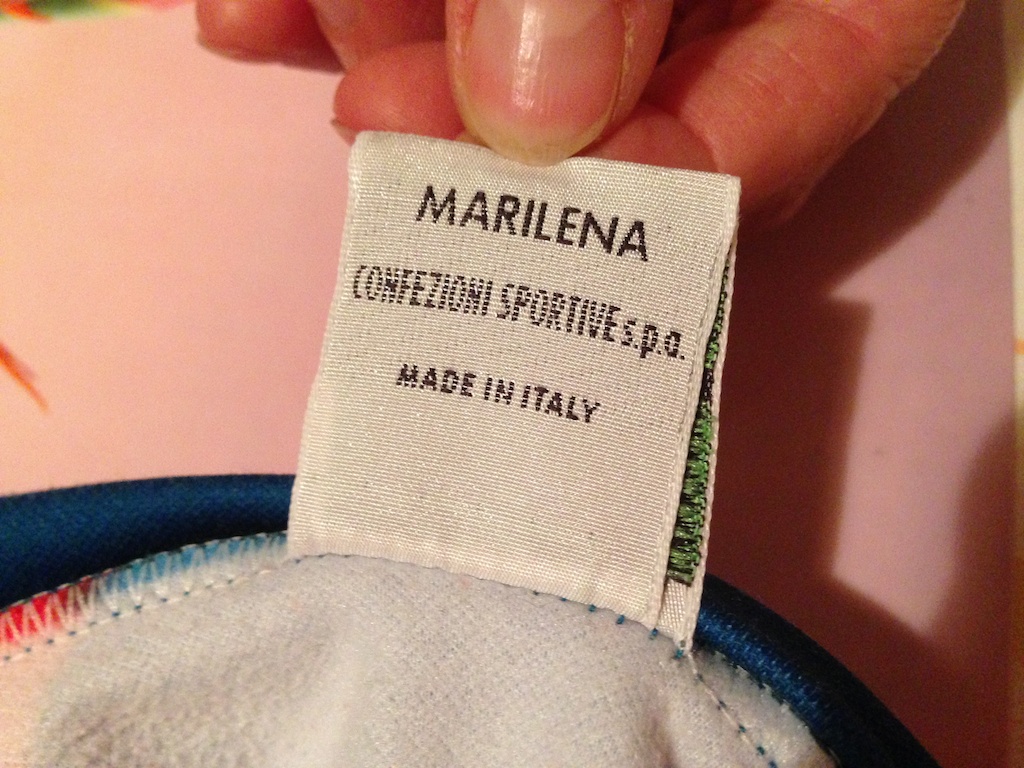 MARILENA
CONFEZIONI SPORTIVE s.p.a.
MADE IN ITALY